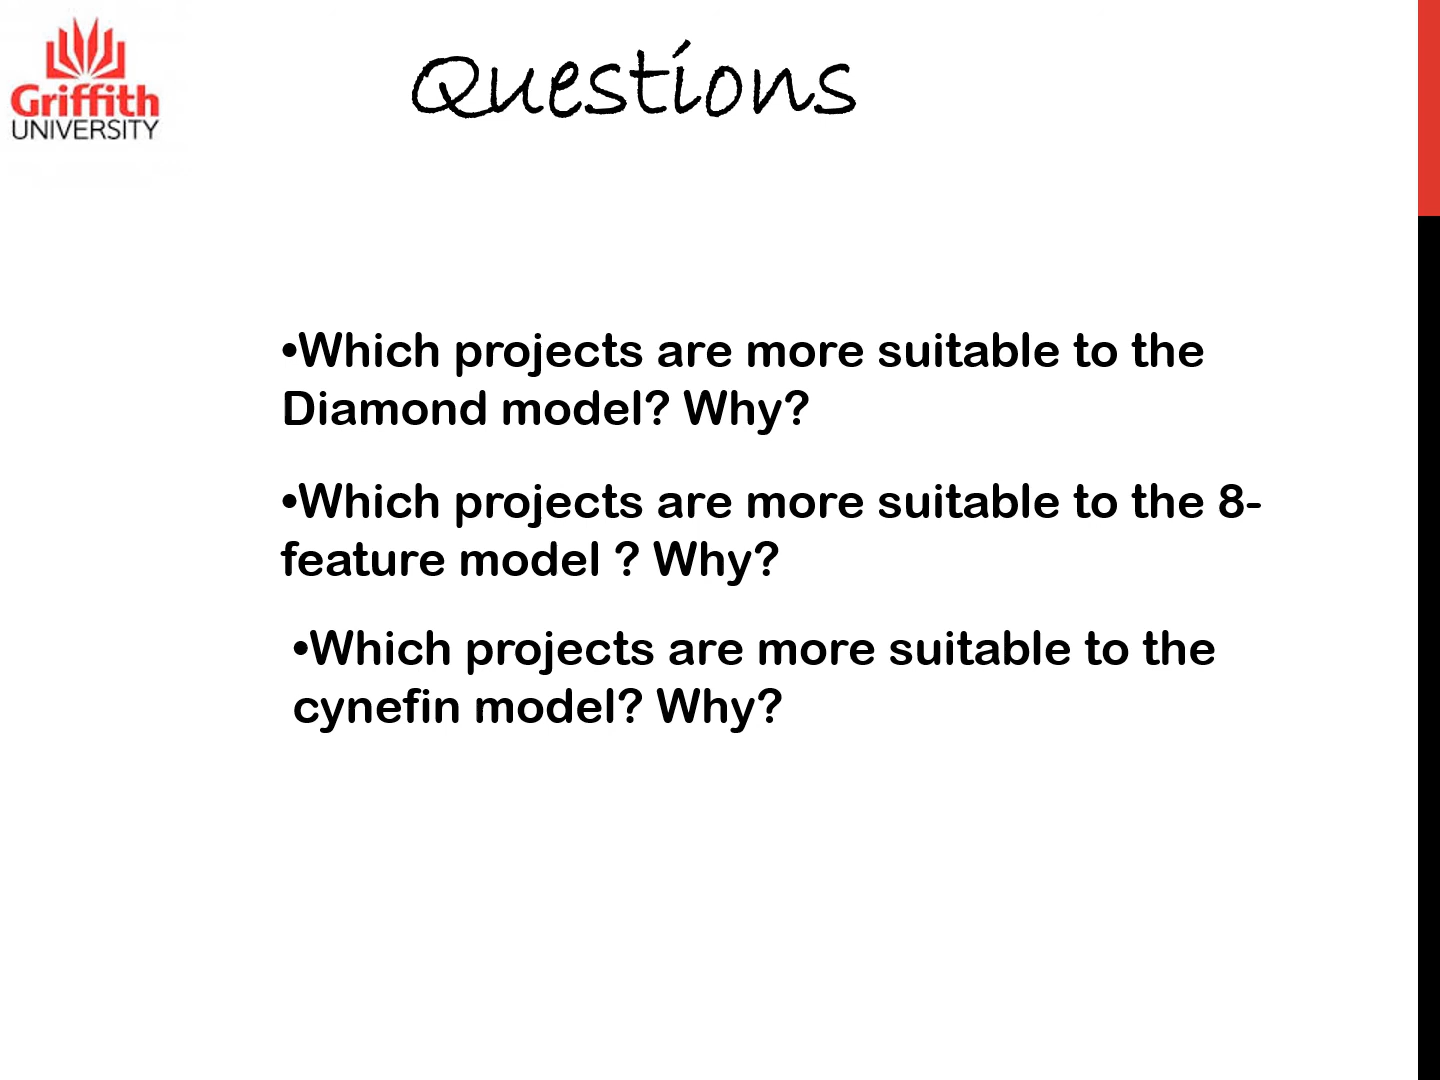 Griffith
UNIVERSITY
Questions
•Which projects are more suitable to the
Diamond model? Why?
•Which projects are more suitable to the 8-
feature model ? Why?
•Which projects are more suitable to the
cynefin model? Why?